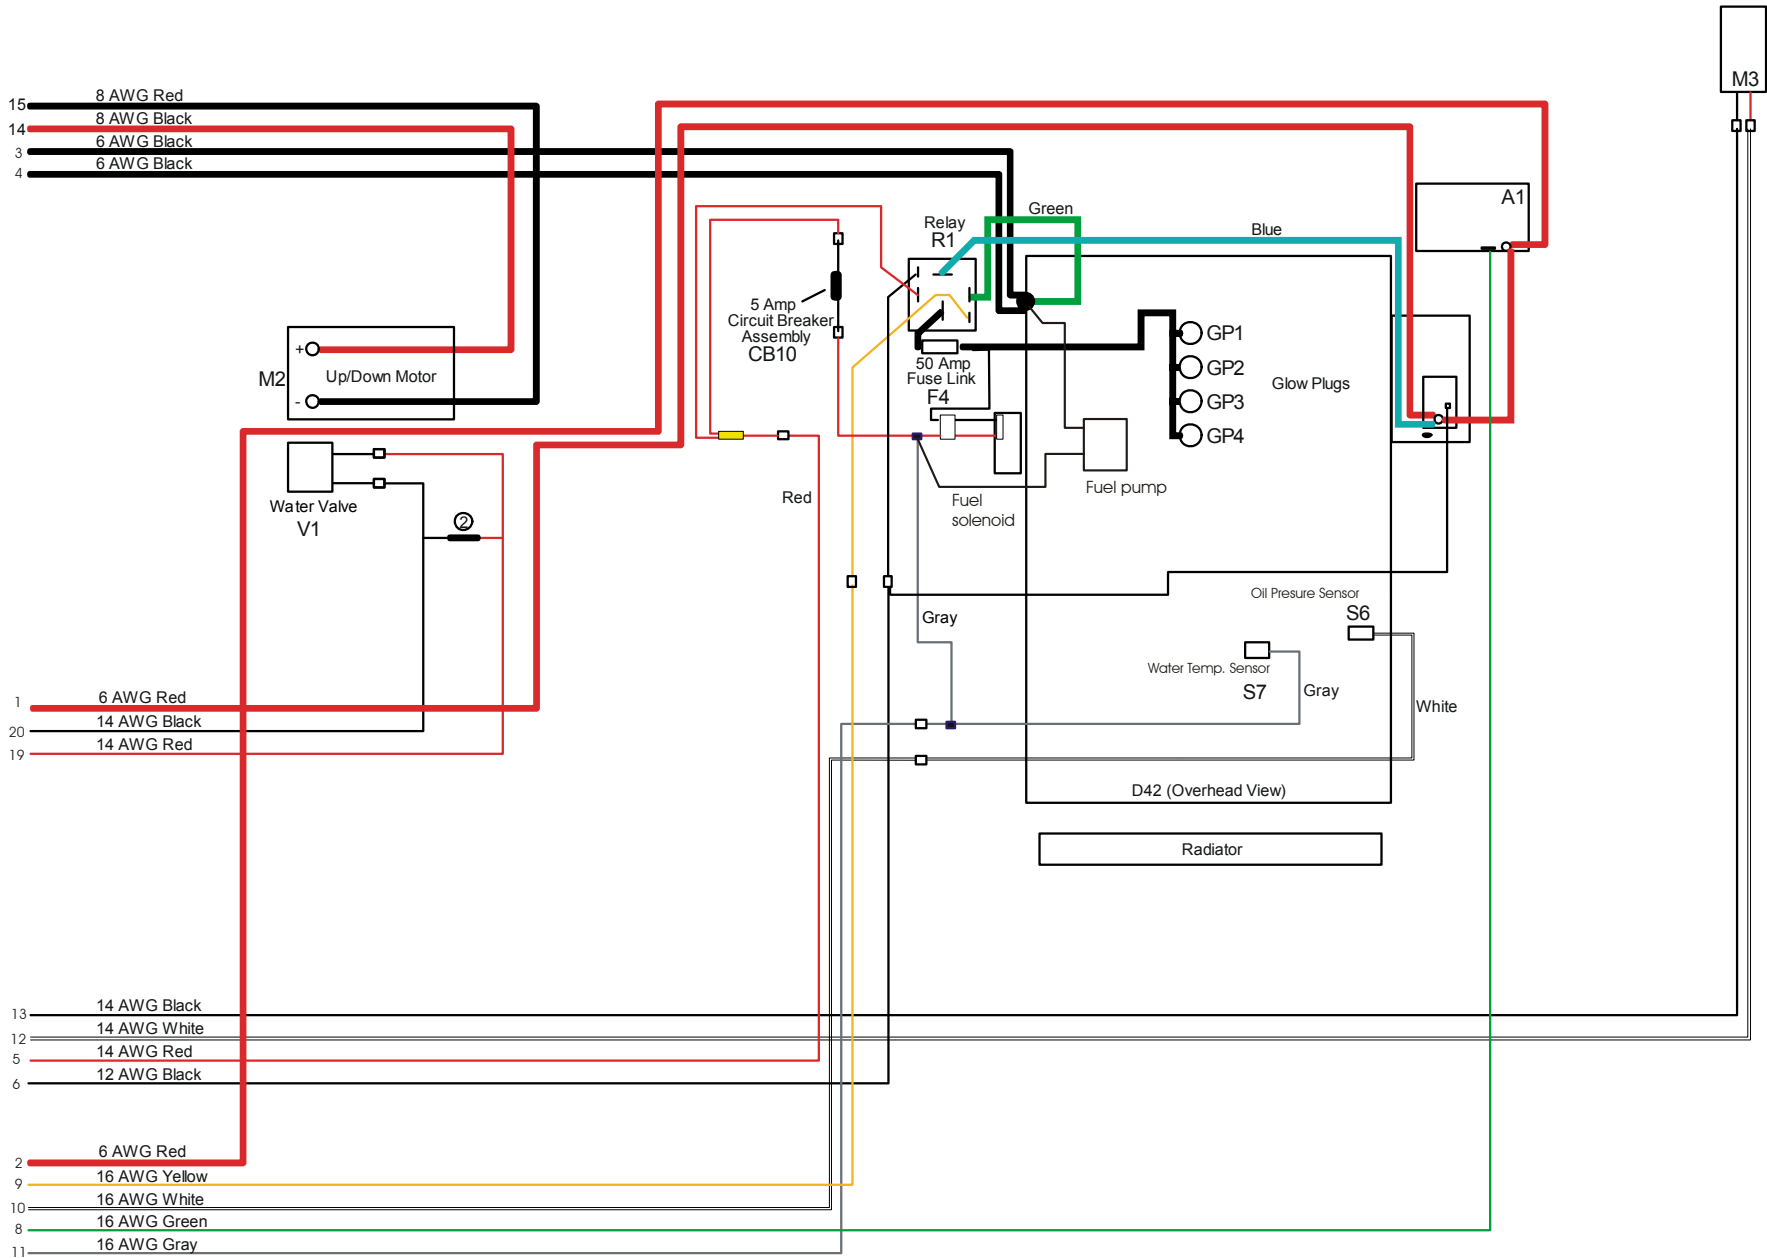 M3
15 8 AWG Red
14 8 AWG Black
3 6 AWG Black
4 6 AWG Black
A1
Green
Relay
R1
Blue
5 Amp
Circuit Breaker
Assembly
CB10
+
M2
Up/Down Motor
-
50 Amp
Fuse Link
F4
GP1
GP2
GP3
GP4
Glow Plugs
Water Valve
V1
2
Red
Fuel
solenoid
Fuel pump
Oil Presure Sensor
S6
Gray
Water Temp. Sensor
S7
Gray
White
1 6 AWG Red
20 14 AWG Black
19 14 AWG Red
D42 (Overhead View)
Radiator
13 14 AWG Black
12 14 AWG White
5 14 AWG Red
6 12 AWG Black
2 6 AWG Red
9 16 AWG Yellow
10 16 AWG White
8 16 AWG Green
11 16 AWG Gray